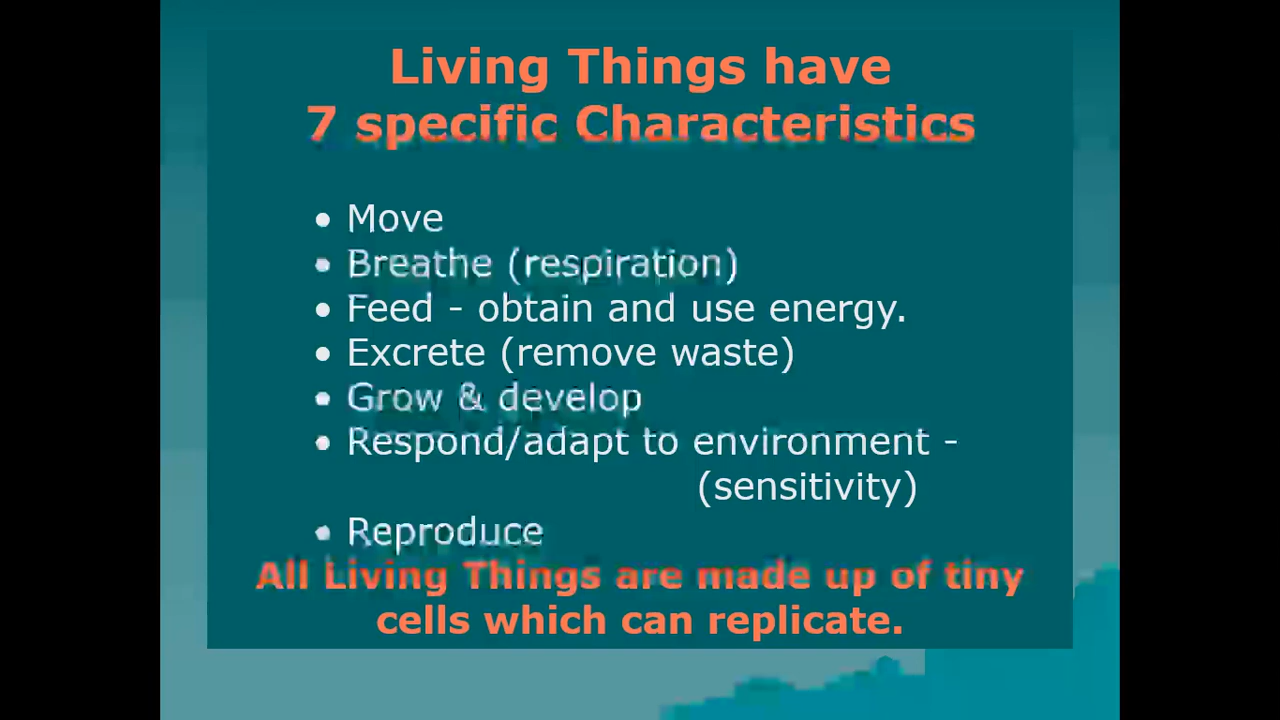 Living Things have
7 specific Characteristics
• Move
• Breathe (respiration)
• Feed - obtain and use energy.
• Excrete (remove waste)
• Grow & develop
• Respond/adapt to environment -
(sensitivity)
• Reproduce
All Living Things are made up of tiny
cells which can replicate.